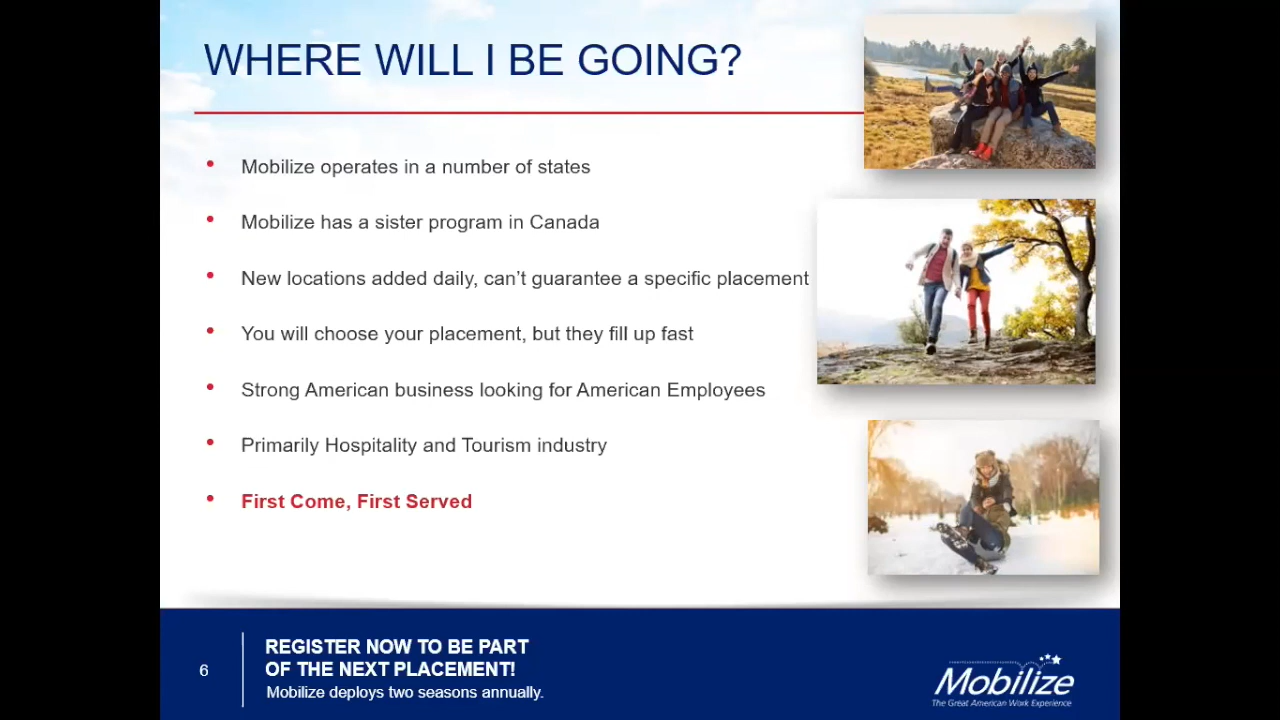 WHERE WILL I BE GOING?
• Mobilize operates in a number of states
• Mobilize has a sister program in Canada
• New locations added daily, can’t guarantee a specific placement
• You will choose your placement, but they fill up fast
• Strong American business looking for American Employees
• Primarily Hospitality and Tourism industry
• First Come, First Served
6
REGISTER NOW TO BE PART
OF THE NEXT PLACEMENT!
Mobilize deploys two seasons annually.
Mobilize
The Great American Work Experience